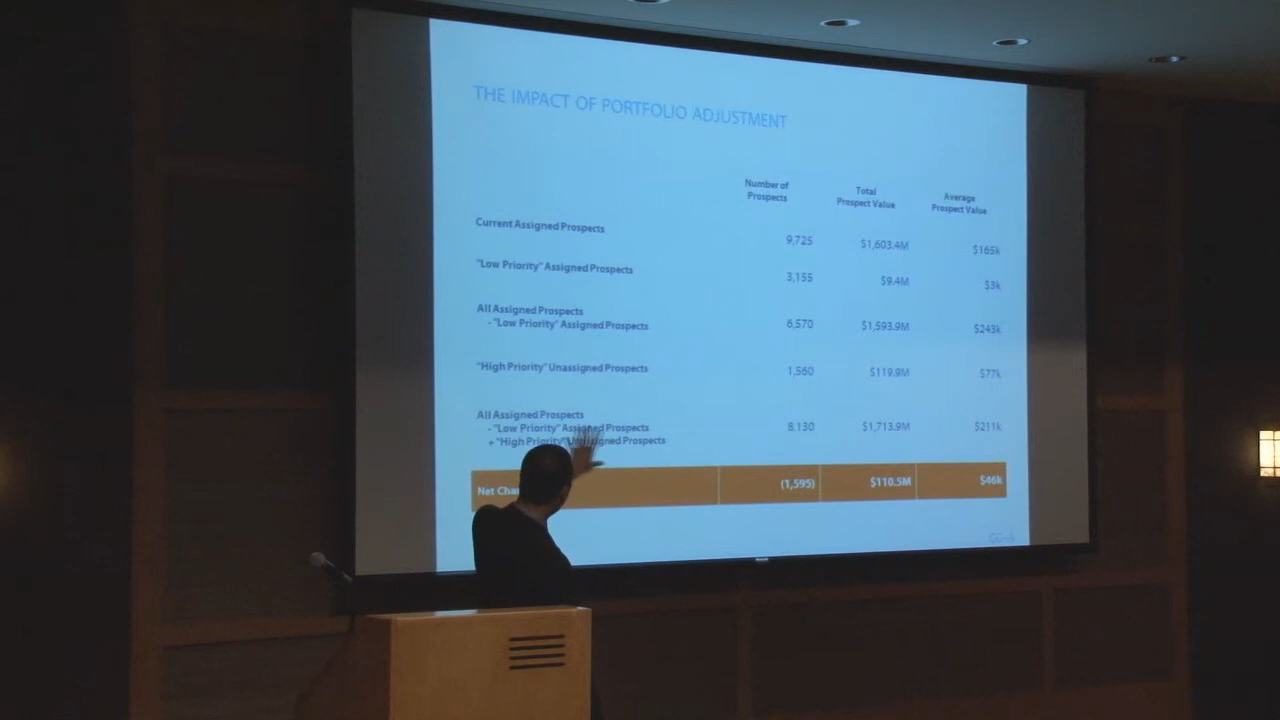 THE IMPACT OF PORTFOLIO ADJUSTMENT
Number of
Prospects
Total
Prospect Value
Average
Prospect Value
Current Assigned Prospects 9,725 $1,603.4M $165k
"Low Priority" Assigned Prospects 3,155 $9.4M $3k
All Assigned Prospects
- "Low Priority" Assigned Prospects 6,570 $1,593.9M $243k
"High Priority" Unassigned Prospects 1,560 $119.9M $77k
All Assigned Prospects
- "Low Priority" Assigned Prospects 8,130 $1,713.9M $211k
+ "High Priority" Unassigned Prospects
Net (1,595) $110.5M $46k